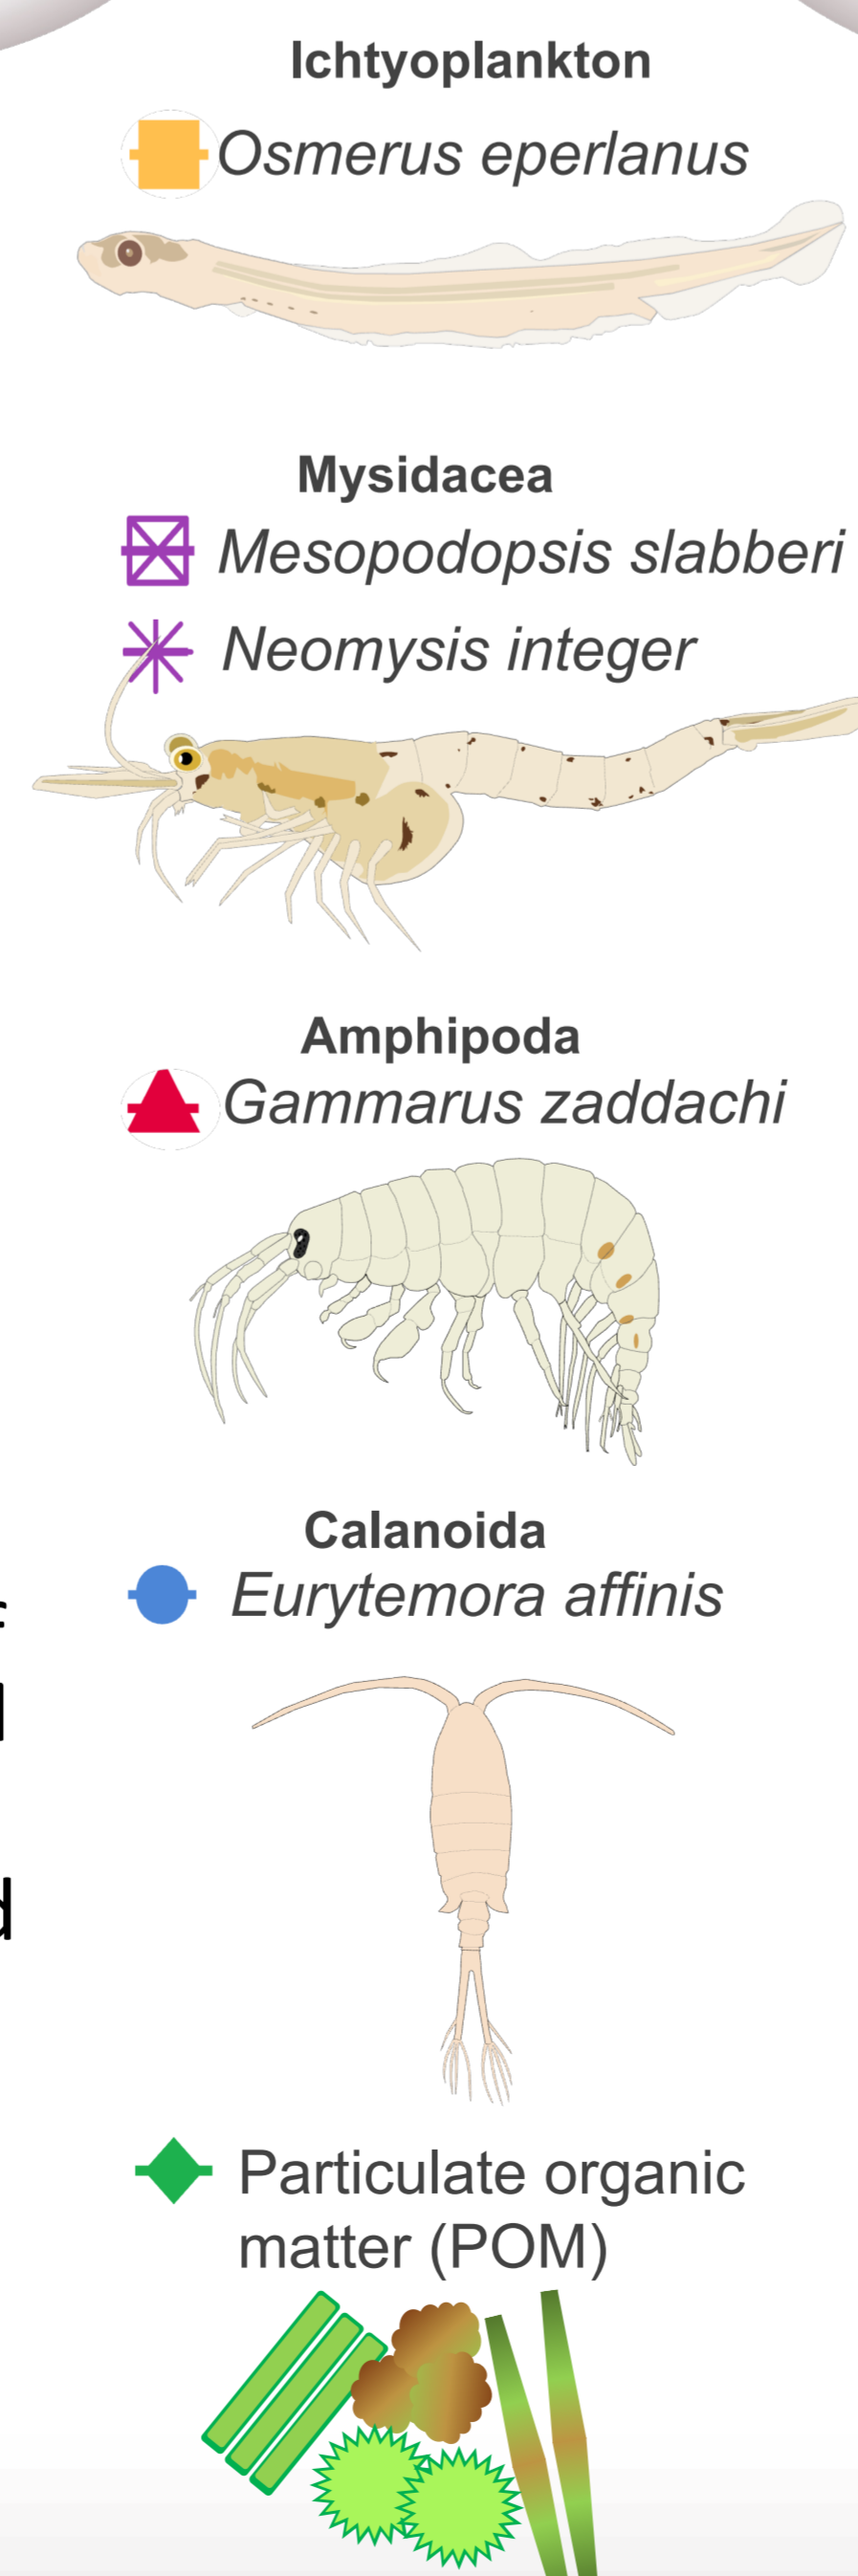 Ichtyoplankton
Osmerus eperlanus
Mysidacea
Mesopodopsis slabberi
Neomysis integer
Amphipoda
Gammarus zaddachi
Calanoida
Eurytemora affinis
Particulate organic
matter (POM)